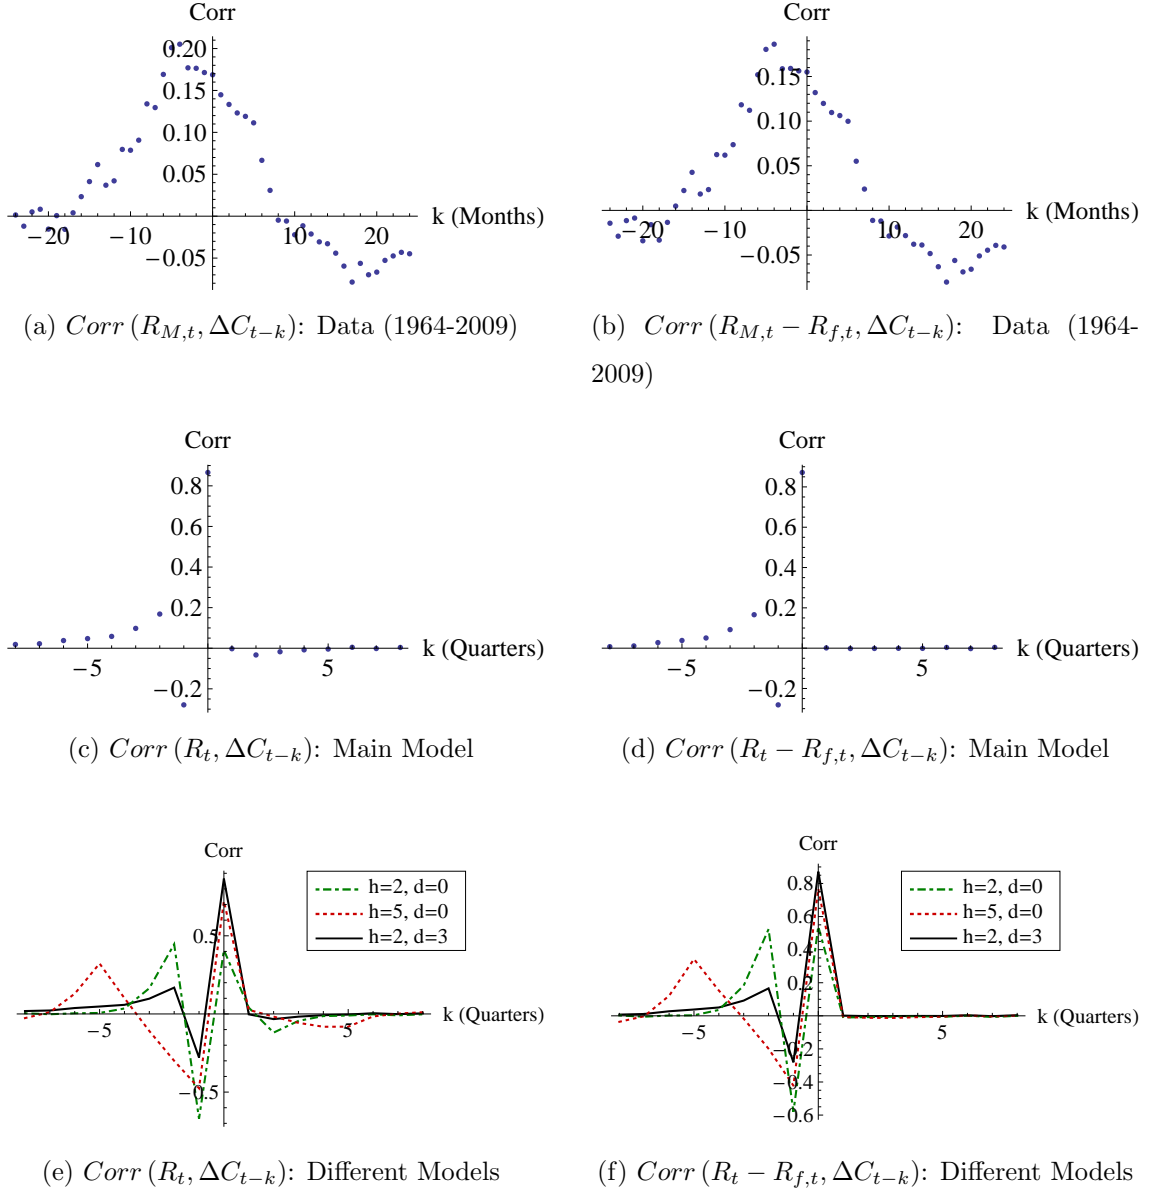 Corr
0.20
0.15
0.10
0.05
−20 −10 10 20 k (Months)
−0.05
(a) Corr (R_{M,t}, ΔC_{t−k}): Data (1964-2009)
Corr
0.15
0.10
0.05
−20 −10 10 20 k (Months)
−0.05
(b) Corr (R_{M,t} − R_{f,t}, ΔC_{t−k}): Data (1964-
2009)
Corr
0.8
0.6
0.4
0.2
−5 5 k (Quarters)
−0.2
(c) Corr (R_t, ΔC_{t−k}): Main Model
Corr
0.8
0.6
0.4
0.2
−5 5 k (Quarters)
−0.2
(d) Corr (R_t − R_{f,t}, ΔC_{t−k}): Main Model
Corr
h=2, d=0
h=5, d=0
h=2, d=3
0.5
−5 5 k (Quarters)
−0.5
(e) Corr (R_t, ΔC_{t−k}): Different Models
Corr
h=2, d=0
h=5, d=0
h=2, d=3
0.8
0.6
0.4
0.2
−5 5 k (Quarters)
−0.2
−0.4
−0.6
(f) Corr (R_t − R_{f,t}, ΔC_{t−k}): Different Models